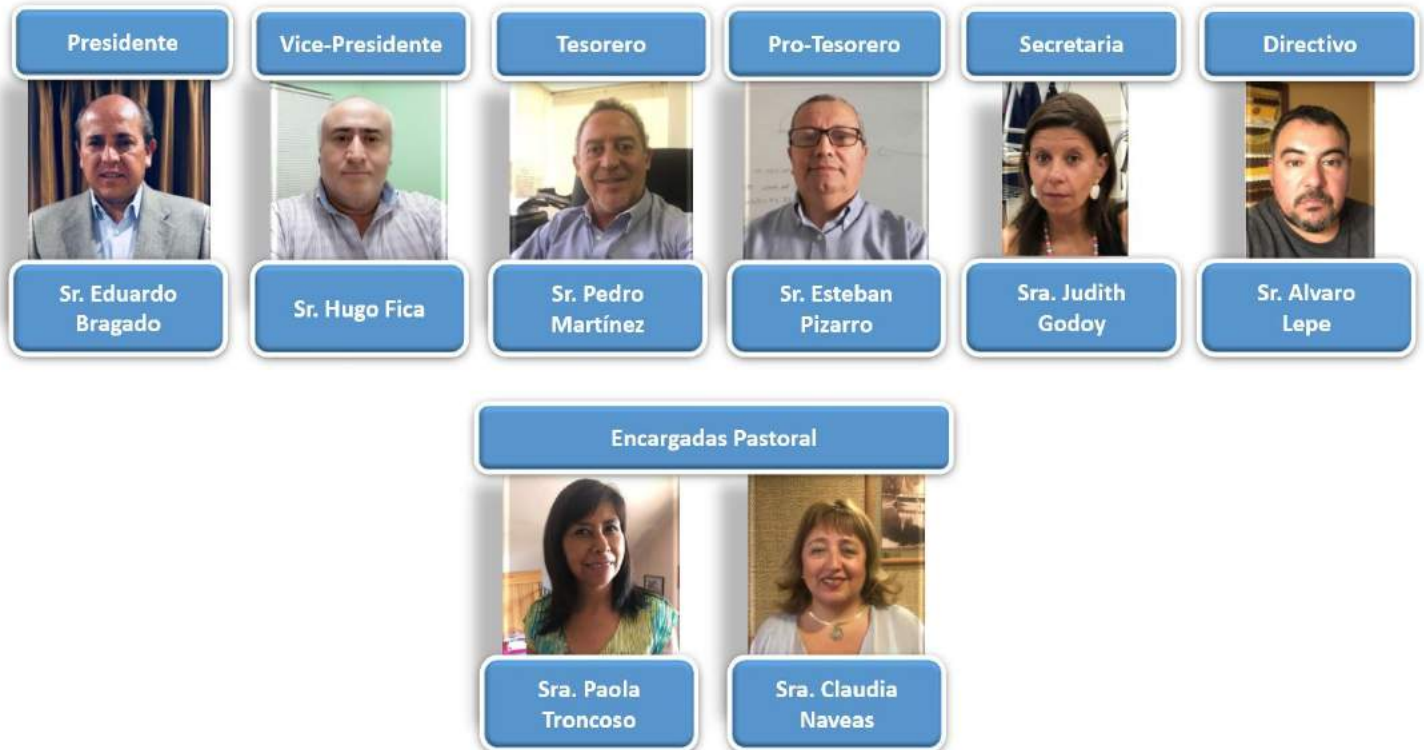 Presidente
Vice-Presidente
Tesorero
Pro-Tesorero
Secretaria
Directivo
Sr. Eduardo
Bragado
Sr. Hugo Fica
Sr. Pedro
Martínez
Sr. Esteban
Pizarro
Sra. Judith
Godoy
Sr. Alvaro
Lepe
Encargadas Pastoral
Sra. Paola
Troncoso
Sra. Claudia
Naveas